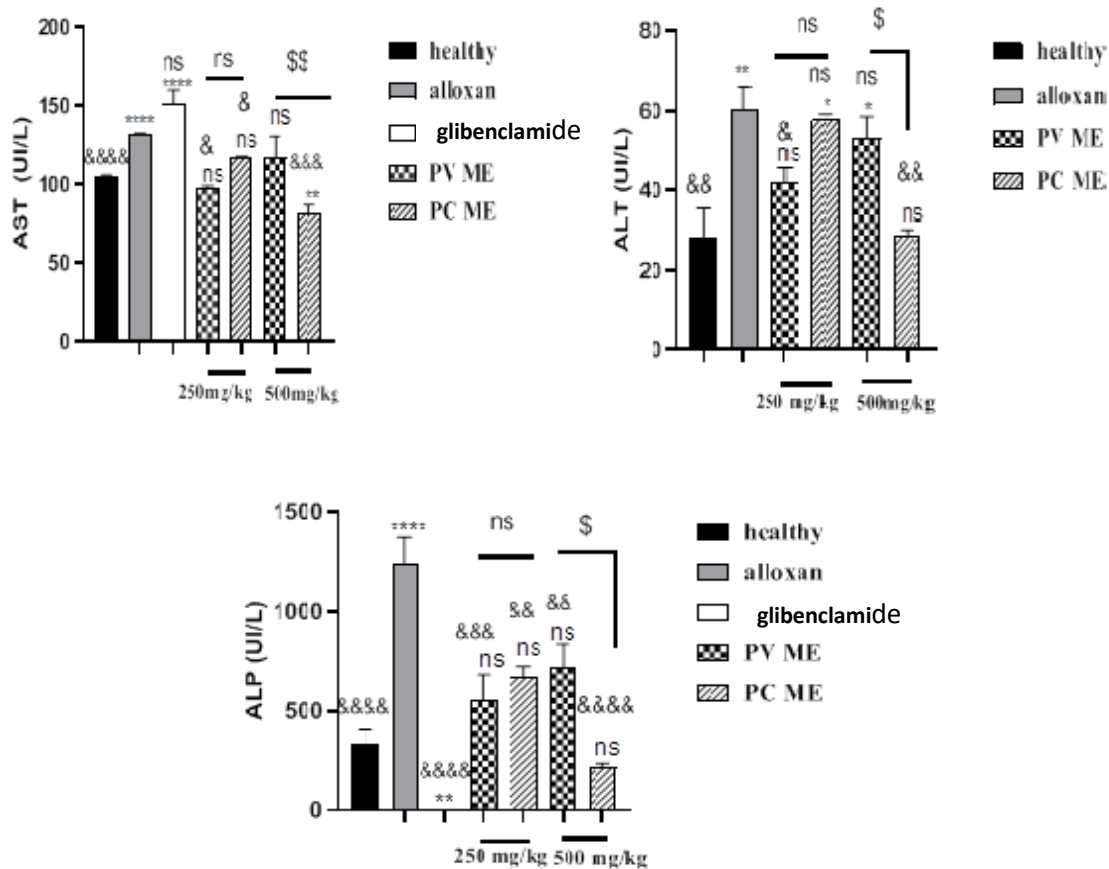 200
150
100
50
0
AST (UI/L)
&&&&
****
ns
****
rs
&
ns
&
ns
$$
ns
&&&
**
250mg/kg
500mg/kg
healthy
alloxan
glibenclamide
PV ME
PC ME
80
60
40
20
0
ALT (UI/L)
&&
**
ns
&
ns
ns
*
$
ns
*
&&
ns
250 mg/kg
500mg/kg
healthy
alloxan
PV ME
PC ME
1500
1000
500
0
ALP (UI/L)
&&&&
****
&&&&
**
ns
&&&
ns
&&
ns
$
&&
ns
&&&&
ns
250 mg/kg
500 mg/kg
healthy
alloxan
glibenclamide
PV ME
PC ME